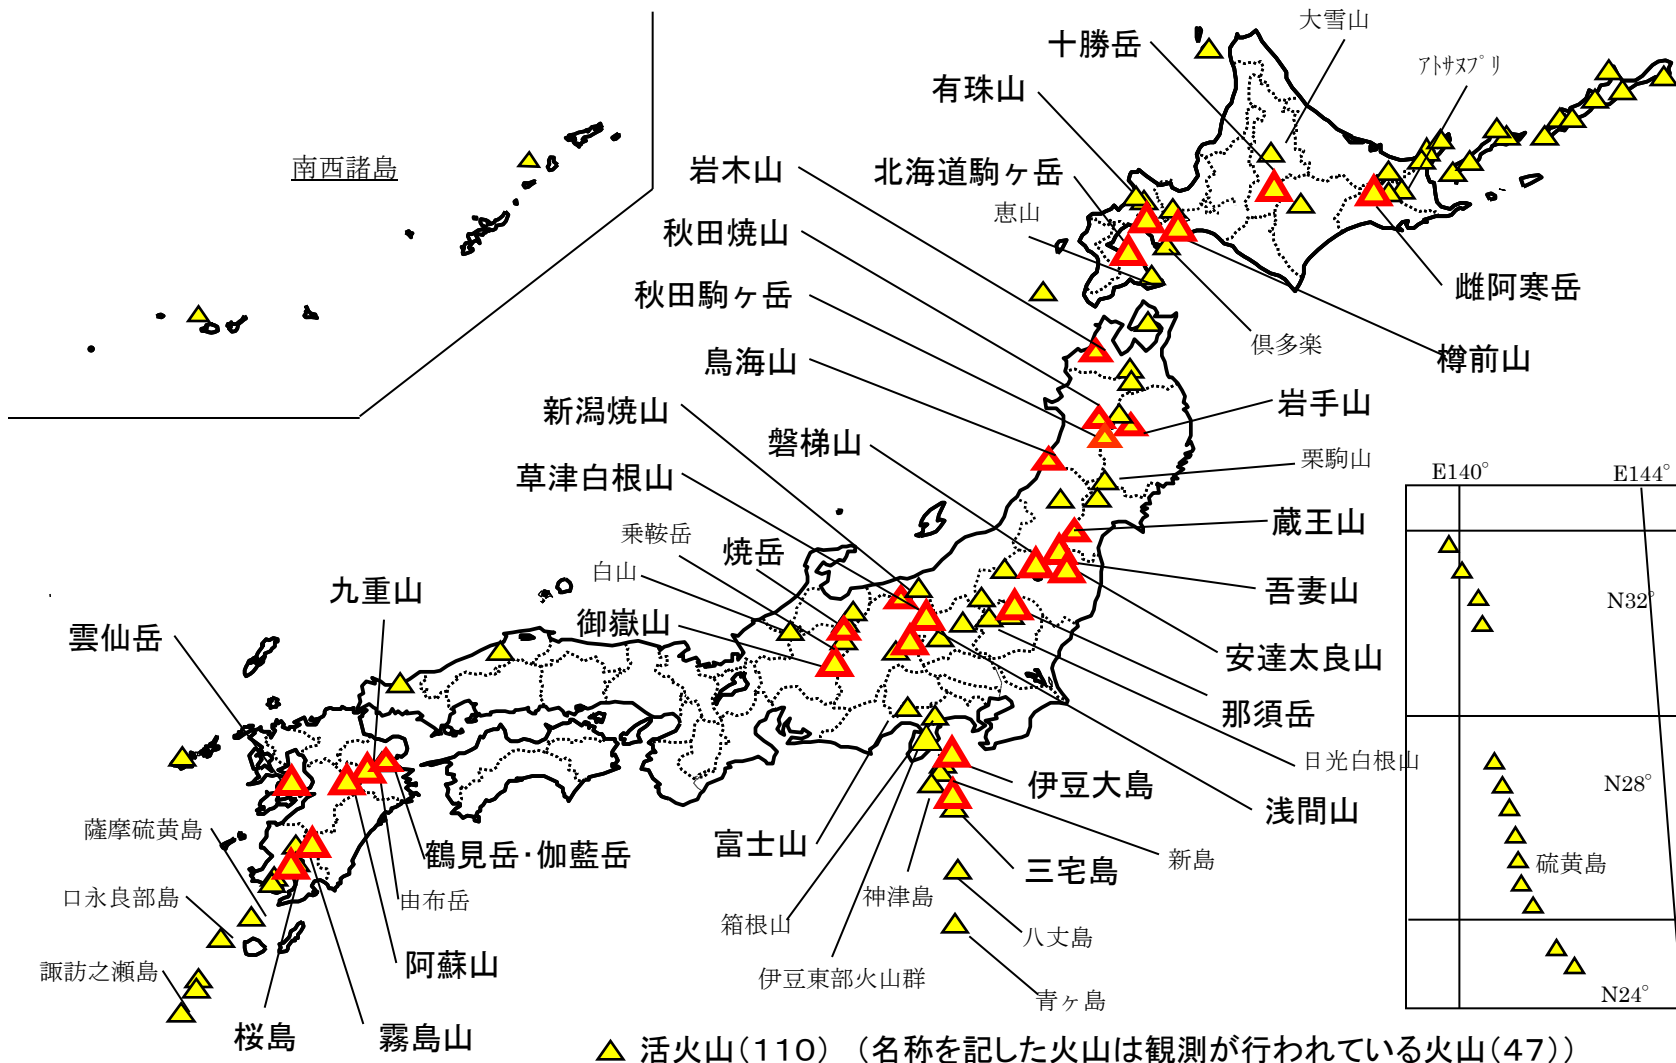 大雪山
十勝岳
アトサヌプリ
有珠山
南西諸島
岩木山
北海道駒ヶ岳
恵山
秋田焼山
雌阿寒岳
秋田駒ヶ岳
倶多楽
樽前山
鳥海山
新潟焼山
岩手山
磐梯山
栗駒山
草津白根山
E140°
E144°
蔵王山
乗鞍岳
焼岳
白山
九重山
吾妻山
N32°
御嶽山
雲仙岳
安達太良山
那須岳
日光白根山
伊豆大島
N28°
浅間山
薩摩硫黄島
富士山
鶴見岳・伽藍岳
新島
硫黄島
三宅島
口永良部島
由布岳
神津島
箱根山
八丈島
阿蘇山
諏訪之瀬島
伊豆東部火山群
青ヶ島
N24°
桜島
霧島山
活火山(110) (名称を記した火山は観測が行われている火山(47))